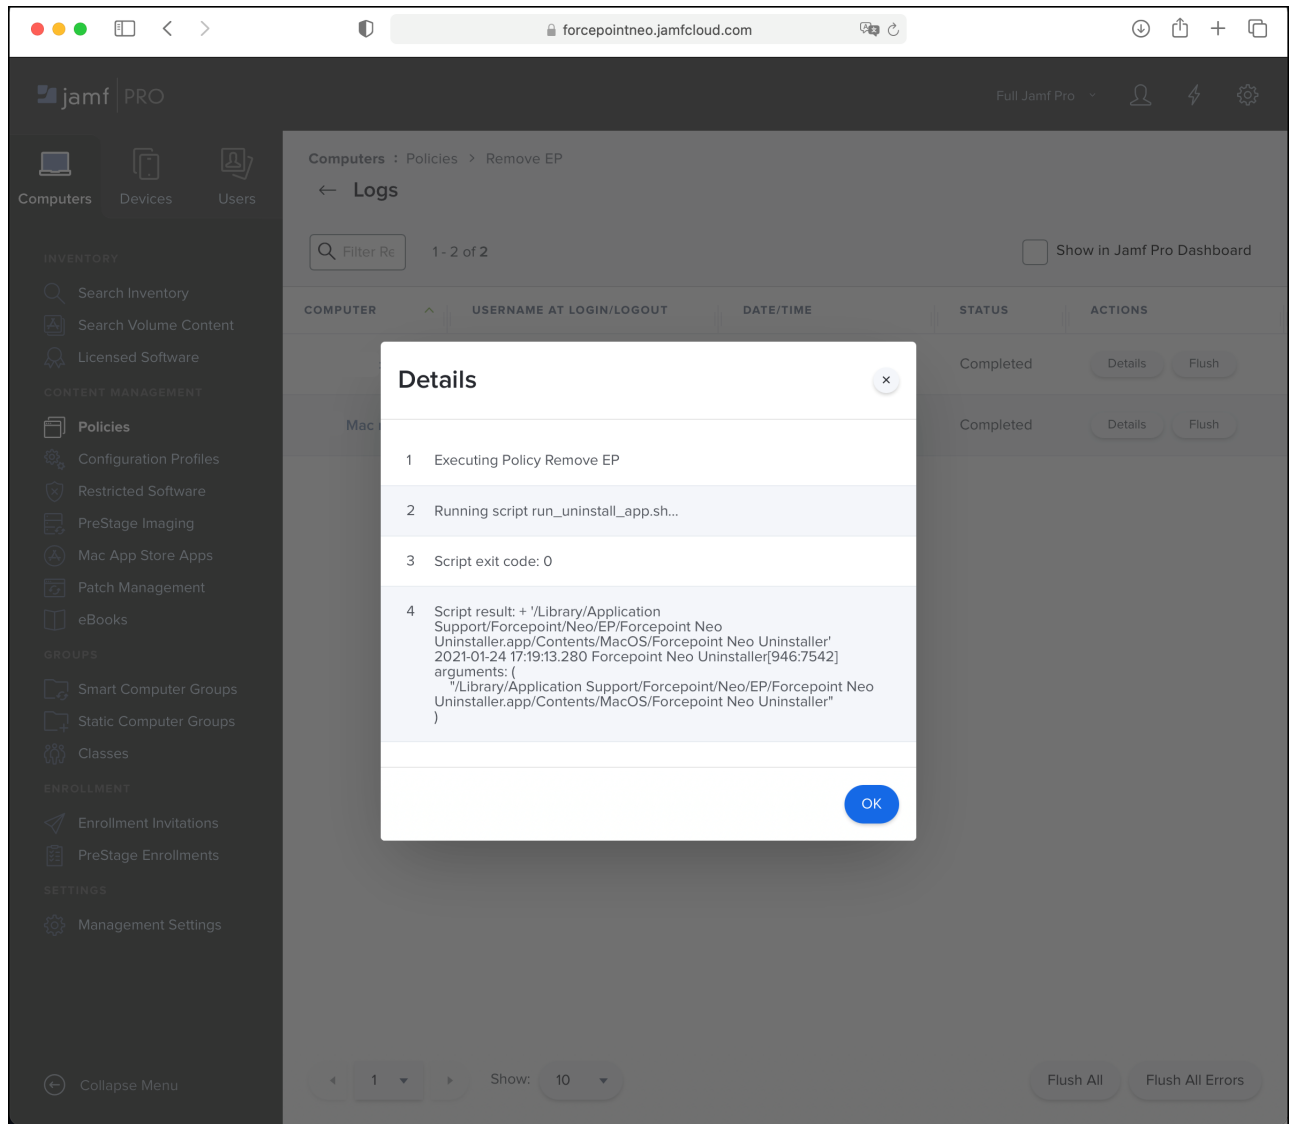 forcepointneo.jamfcloud.com
jamf PRO
Full Jamf Pro
Computers
Devices
Users
INVENTORY
Search Inventory
Search Volume Content
Licensed Software
CONTENT MANAGEMENT
Policies
Configuration Profiles
Restricted Software
PreStage Imaging
Mac App Store Apps
Patch Management
eBooks
GROUPS
Smart Computer Groups
Static Computer Groups
Classes
ENROLLMENT
Enrollment Invitations
PreStage Enrollments
SETTINGS
Management Settings
Collapse Menu
Computers : Policies > Remove EP
← Logs
Filter Re
1 - 2 of 2
Show in Jamf Pro Dashboard
COMPUTER USERNAME AT LOGIN/LOGOUT DATE/TIME STATUS ACTIONS
Completed Details Flush
Mac
Completed Details Flush
Details
1 Executing Policy Remove EP
2 Running script run_uninstall_app.sh...
3 Script exit code: 0
4 Script result: + '/Library/Application
Support/Forcepoint/Neo/EP/Forcepoint Neo
Uninstaller.app/Contents/MacOS/Forcepoint Neo Uninstaller'
2021-01-24 17:19:13.280 Forcepoint Neo Uninstaller[946:7542]
arguments: (
"/Library/Application Support/Forcepoint/Neo/EP/Forcepoint Neo
Uninstaller.app/Contents/MacOS/Forcepoint Neo Uninstaller"
)
OK
1
Show: 10
Flush All
Flush All Errors